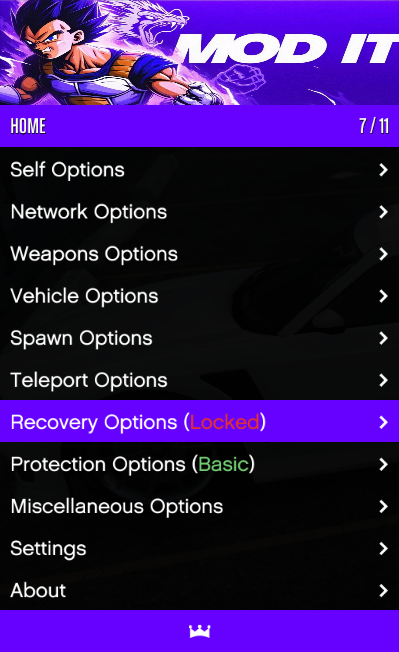 MOD IT
HOME 7 / 11
Self Options
Network Options
Weapons Options
Vehicle Options
Spawn Options
Teleport Options
Recovery Options (Locked)
Protection Options (Basic)
Miscellaneous Options
Settings
About